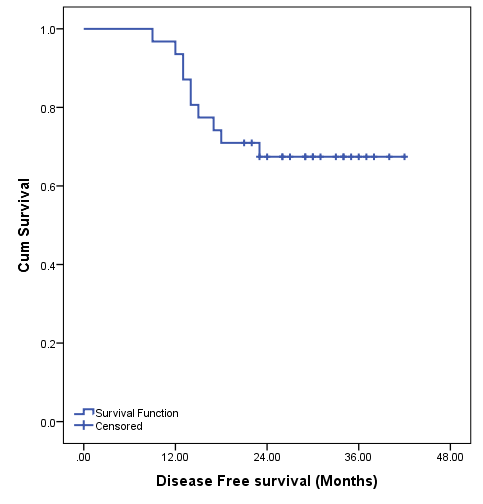 1.0
0.8
0.6
0.4
0.2
0.0
Cum Survival
Survival Function
Censored
.00 12.00 24.00 36.00 48.00
Disease Free survival (Months)